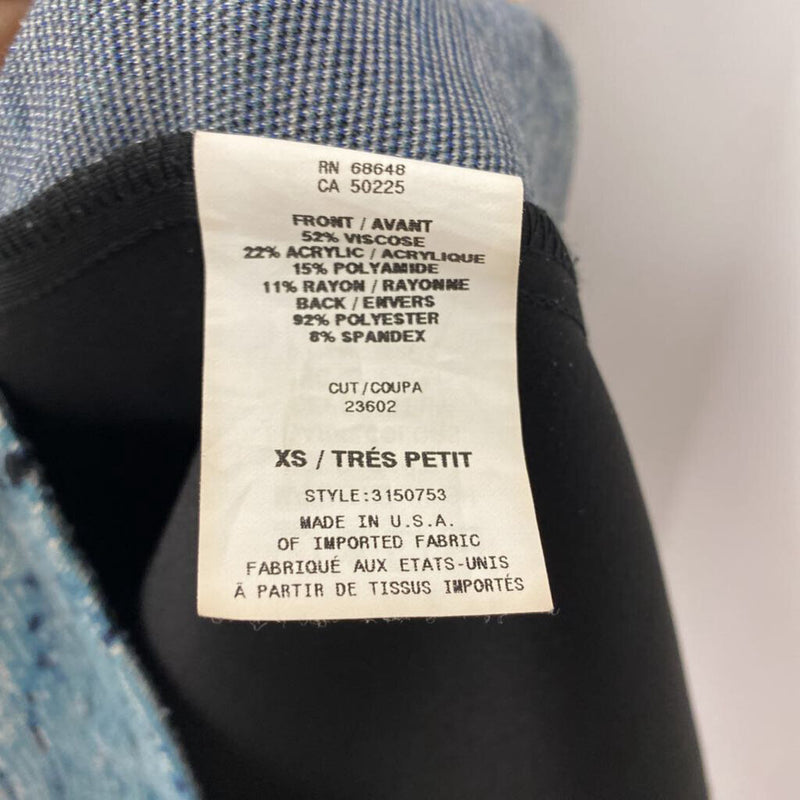 RN 68648
CA 50225
FRONT / AVANT
52% VISCOSE
22% ACRYLIC / ACRYLIQUE
15% POLYAMIDE
11% RAYON / RAYONNE
BACK / ENVERS
92% POLYESTER
8% SPANDEX
CUT/COUPA
23602
XS / TRÉS PETIT
STYLE:3150753
MADE IN U.S.A.
OF IMPORTED FABRIC
FABRIQUÉ AUX ETATS-UNIS
À PARTIR DE TISSUS IMPORTÉS